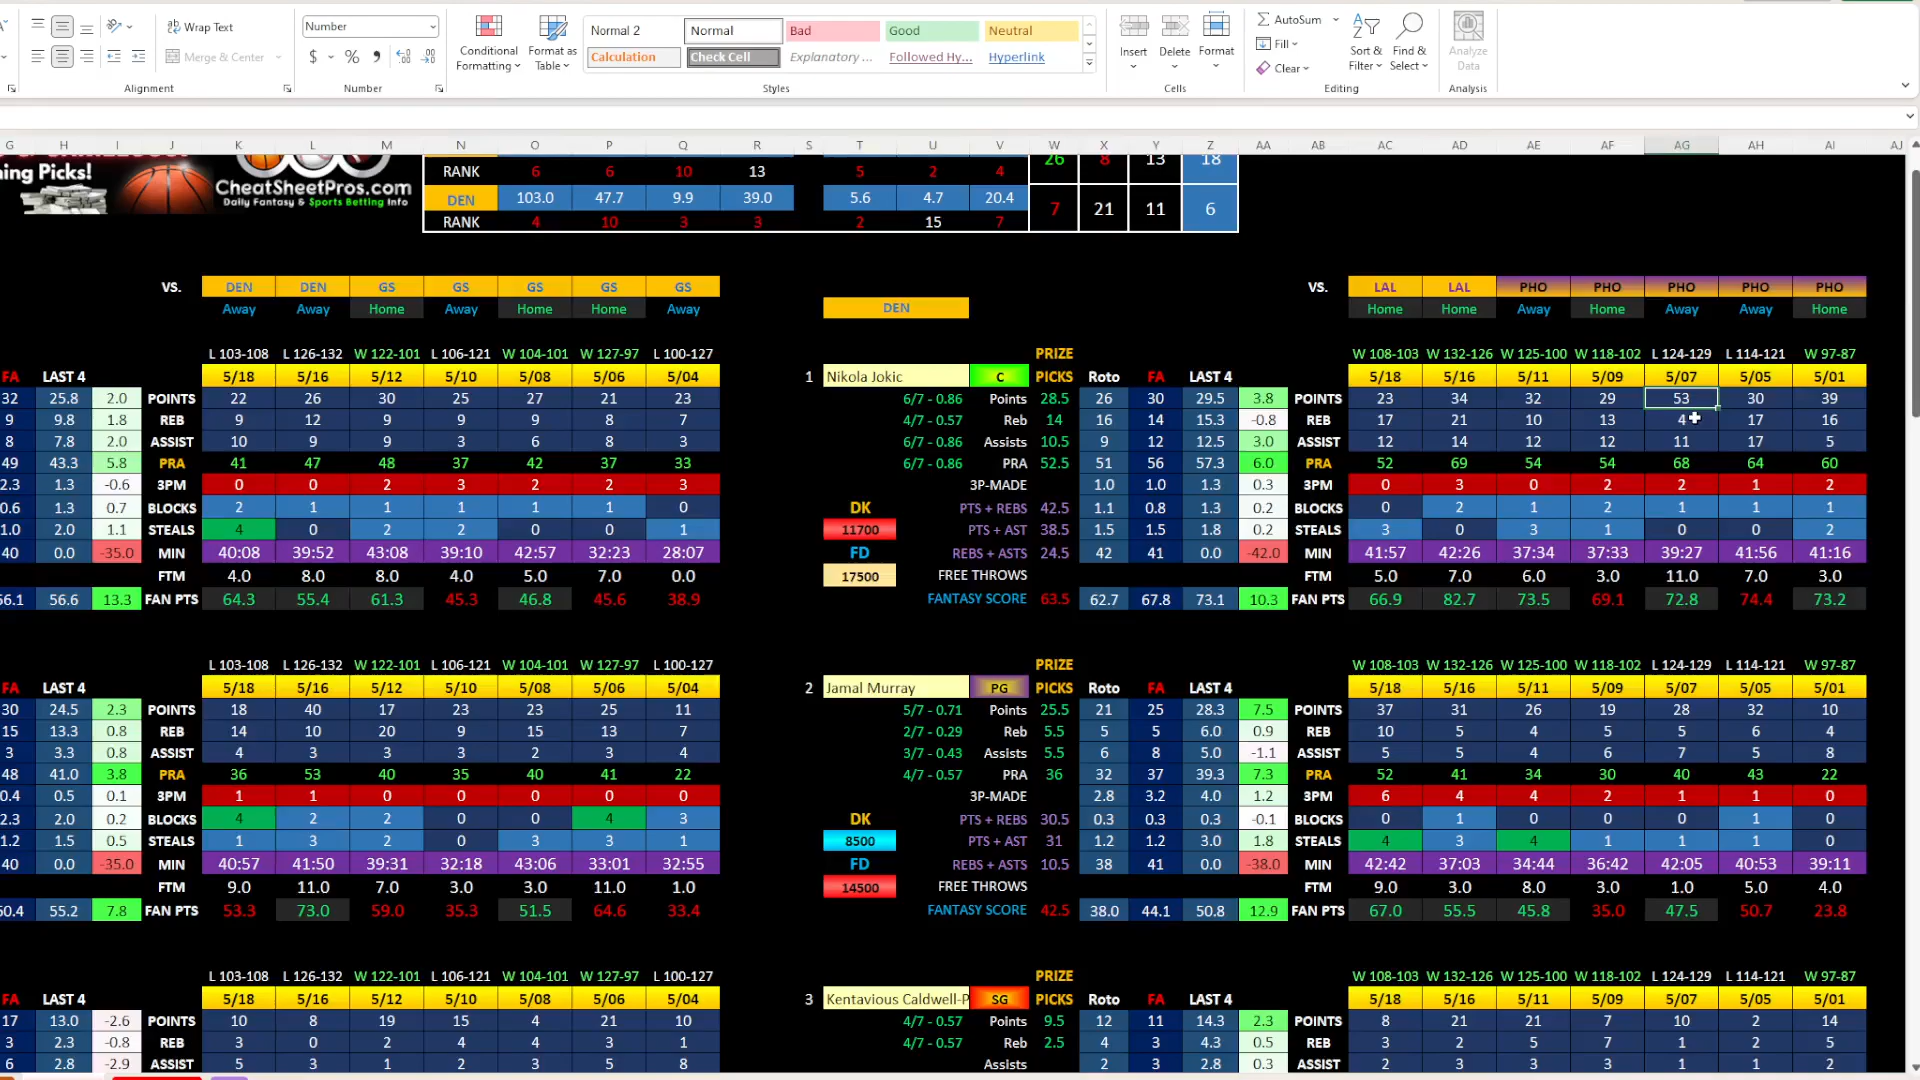 Wrap Text Number Normal 2 Normal Bad Good Neutral AutoSum
Merge & Center $ % Conditional Formatting Format as Table Calculation Check Cell Explanatory ... Followed Hy... Hyperlink Insert Delete Format Fill Clear Sort & Filter Find & Select Analyze Data
Alignment Number Styles Cells Editing Analysis
G H I J K L M N O P Q R S T U V W X Y Z AA AB AC AD AE AF AG AH AI AJ
ning Picks! CheatSheetPros.com
Daily Fantasy & Sports Betting Info
RANK 6 6 10 13 5 2 4 26 8 13 18
DEN 103.0 47.7 9.9 39.0 5.6 4.7 20.4 7 21 11 6
RANK 4 10 3 3 2 15 7
VS. DEN DEN GS GS GS GS GS VS. LAL LAL PHO PHO PHO PHO PHO
Away Away Home Away Home Home Away DEN Home Home Away Home Away Away Home
L 103-108 L 126-132 W 122-101 L 106-121 W 104-101 W 127-97 L 100-127 PRIZE W 108-103 W 132-126 W 125-100 W 118-102 L 124-129 L 114-121 W 97-87
FA LAST 4 5/18 5/16 5/12 5/10 5/08 5/06 5/04 1 Nikola Jokic C PICKS Roto FA LAST 4 5/18 5/16 5/11 5/09 5/07 5/05 5/01
32 25.8 2.0 POINTS 22 26 30 25 27 21 23 6/7 - 0.86 Points 28.5 26 30 29.5 3.8 POINTS 23 34 32 29 53 30 39
9 9.8 1.8 REB 9 12 9 9 9 8 7 4/7 - 0.57 Reb 14 16 14 15.3 -0.8 REB 17 21 10 13 4 17 16
8 7.8 2.0 ASSIST 10 9 9 3 6 8 3 6/7 - 0.86 Assists 10.5 9 12 12.5 3.0 ASSIST 12 14 12 12 11 17 5
49 43.3 5.8 PRA 41 47 48 37 42 37 33 6/7 - 0.86 PRA 52.5 51 56 57.3 6.0 PRA 52 69 54 54 68 64 60
2.3 1.3 -0.6 3PM 0 0 2 3 2 2 3 3P-MADE 1.0 1.0 1.3 0.3 3PM 0 3 0 2 2 1 2
0.6 1.3 0.7 BLOCKS 2 1 1 1 1 1 0 DK PTS + REBS 42.5 1.1 0.8 1.3 0.2 BLOCKS 0 2 1 2 1 1 1
1.0 2.0 1.1 STEALS 4 0 2 2 0 0 1 11700 PTS + AST 38.5 1.5 1.5 1.8 0.2 STEALS 3 0 3 1 0 0 2
40 0.0 -35.0 MIN 40:08 39:52 43:08 39:10 42:57 32:23 28:07 FD REBS + ASTS 24.5 42 41 0.0 -42.0 MIN 41:57 42:26 37:34 37:33 39:27 41:56 41:16
FTM 4.0 8.0 8.0 4.0 5.0 7.0 0.0 17500 FREE THROWS FTM 5.0 7.0 6.0 3.0 11.0 7.0 3.0
56.1 56.6 13.3 FAN PTS 64.3 55.4 61.3 45.3 46.8 45.6 38.9 FANTASY SCORE 63.5 62.7 67.8 73.1 10.3 FAN PTS 66.9 82.7 73.5 69.1 72.8 74.4 73.2
L 103-108 L 126-132 W 122-101 L 106-121 W 104-101 W 127-97 L 100-127 PRIZE W 108-103 W 132-126 W 125-100 W 118-102 L 124-129 L 114-121 W 97-87
FA LAST 4 5/18 5/16 5/12 5/10 5/08 5/06 5/04 2 Jamal Murray PG PICKS Roto FA LAST 4 5/18 5/16 5/11 5/09 5/07 5/05 5/01
30 24.5 2.3 POINTS 18 40 17 23 23 25 11 5/7 - 0.71 Points 25.5 21 25 28.3 7.5 POINTS 37 31 26 19 28 32 10
15 13.3 0.8 REB 14 10 20 9 15 13 7 2/7 - 0.29 Reb 5.5 5 5 6.0 0.9 REB 10 5 4 5 5 6 4
3 3.3 0.8 ASSIST 4 3 3 3 2 3 4 3/7 - 0.43 Assists 5.5 6 8 5.0 -1.1 ASSIST 5 5 4 6 7 5 8
48 41.0 3.8 PRA 36 53 40 35 40 41 22 4/7 - 0.57 PRA 36 32 37 39.3 7.3 PRA 52 41 34 30 40 43 22
0.4 0.5 0.1 3PM 1 1 0 0 0 0 0 3P-MADE 2.8 3.2 4.0 1.2 3PM 6 4 4 2 1 1 0
2.3 2.0 0.2 BLOCKS 4 2 2 0 0 4 3 DK PTS + REBS 30.5 0.3 0.3 0.3 -0.1 BLOCKS 0 1 0 0 0 1 0
1.2 1.5 0.5 STEALS 1 3 2 0 3 3 1 8500 PTS + AST 31 1.2 1.2 3.0 1.8 STEALS 4 3 4 1 1 1 0
40 0.0 -35.0 MIN 40:57 41:50 39:31 32:18 43:06 33:01 32:55 FD REBS + ASTS 10.5 38 41 0.0 -38.0 MIN 42:42 37:03 34:44 36:42 42:05 40:53 39:11
FTM 9.0 11.0 7.0 3.0 3.0 11.0 1.0 14500 FREE THROWS FTM 9.0 3.0 8.0 3.0 1.0 5.0 4.0
50.4 55.2 7.8 FAN PTS 53.3 73.0 59.0 35.3 51.5 64.6 33.4 FANTASY SCORE 42.5 38.0 44.1 50.8 12.9 FAN PTS 67.0 55.5 45.8 35.0 47.5 50.7 23.8
L 103-108 L 126-132 W 122-101 L 106-121 W 104-101 W 127-97 L 100-127 PRIZE W 108-103 W 132-126 W 125-100 W 118-102 L 124-129 L 114-121 W 97-87
FA LAST 4 5/18 5/16 5/12 5/10 5/08 5/06 5/04 3 Kentavious Caldwell-P SG PICKS Roto FA LAST 4 5/18 5/16 5/11 5/09 5/07 5/05 5/01
17 13.0 -2.6 POINTS 10 8 19 15 4 21 10 4/7 - 0.57 Points 9.5 12 11 14.3 2.3 POINTS 8 21 21 7 10 2 14
3 2.3 -0.8 REB 3 0 2 4 4 3 1 4/7 - 0.57 Reb 2.5 4 3 4.3 0.5 REB 3 2 5 7 1 2 5
6 2.8 -2.9 ASSIST 5 3 1 2 3 5 8 Assists 2 3 2.8 0.3 ASSIST 2 3 3 3 1 1 2